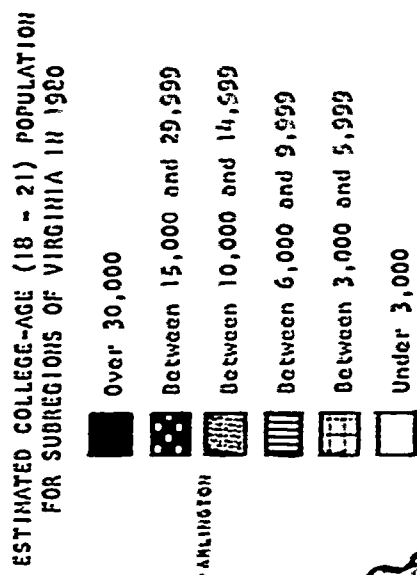 ESTIMATED COLLEGE-AGE (18 - 21) POPULATION
FOR SUBREGIONS OF VIRGINIA IN 1980
Over 30,000
Between 15,000 and 29,999
Between 10,000 and 14,999
Between 6,000 and 9,999
Between 3,000 and 5,999
Under 3,000
ARLINGTON